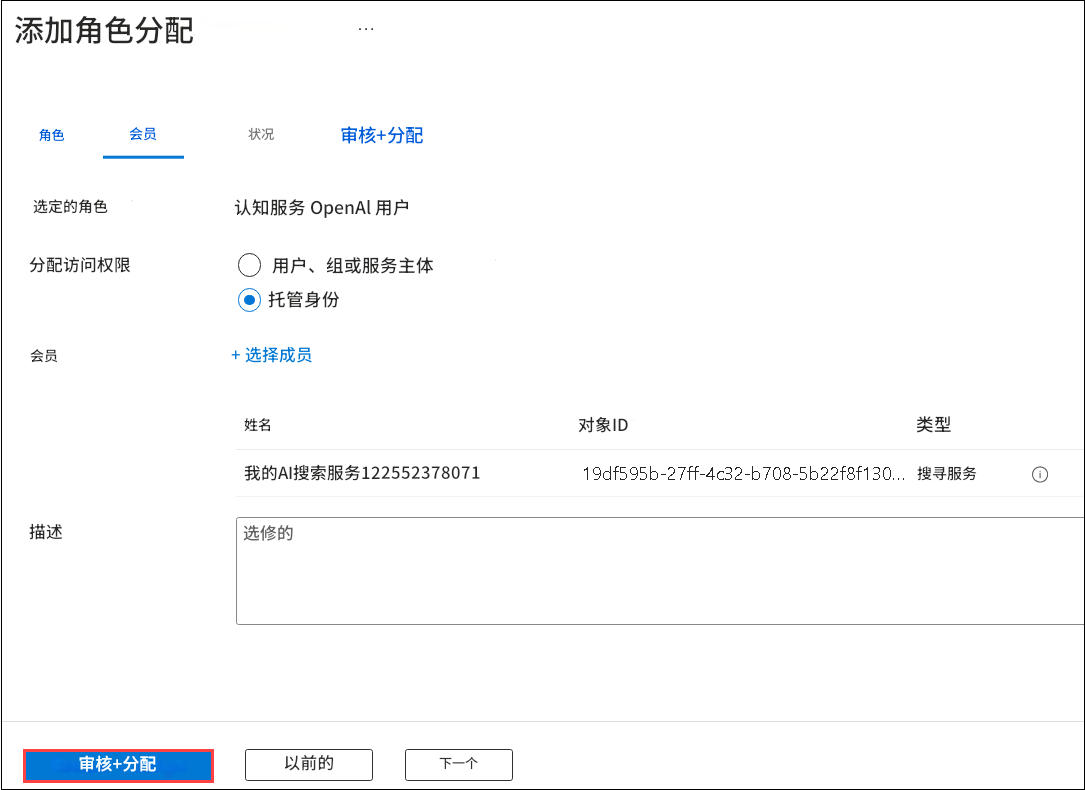 添加角色分配 ...
角色 会员 状况 审核+分配
选定的角色 认知服务 OpenAl 用户
分配访问权限 用户、组或服务主体
托管身份
会员 + 选择成员
姓名 对象ID 类型
我的AI搜索服务122552378071 19df595b-27ff-4c32-b708-5b22f8f130... 搜寻服务
描述 选修的
审核+分配 以前的 下一个